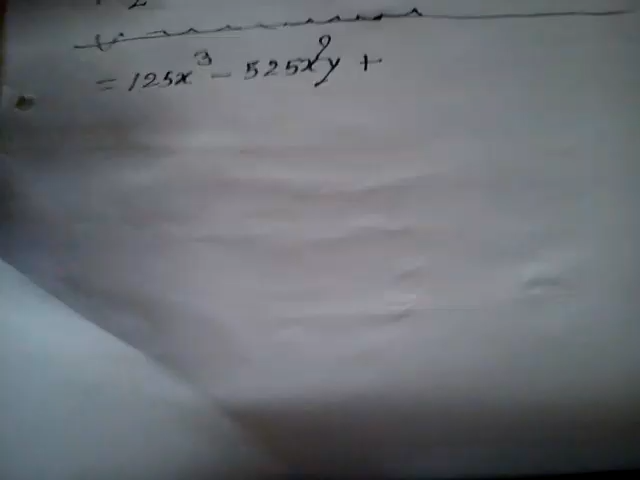 = 125x³ - 525x²y +